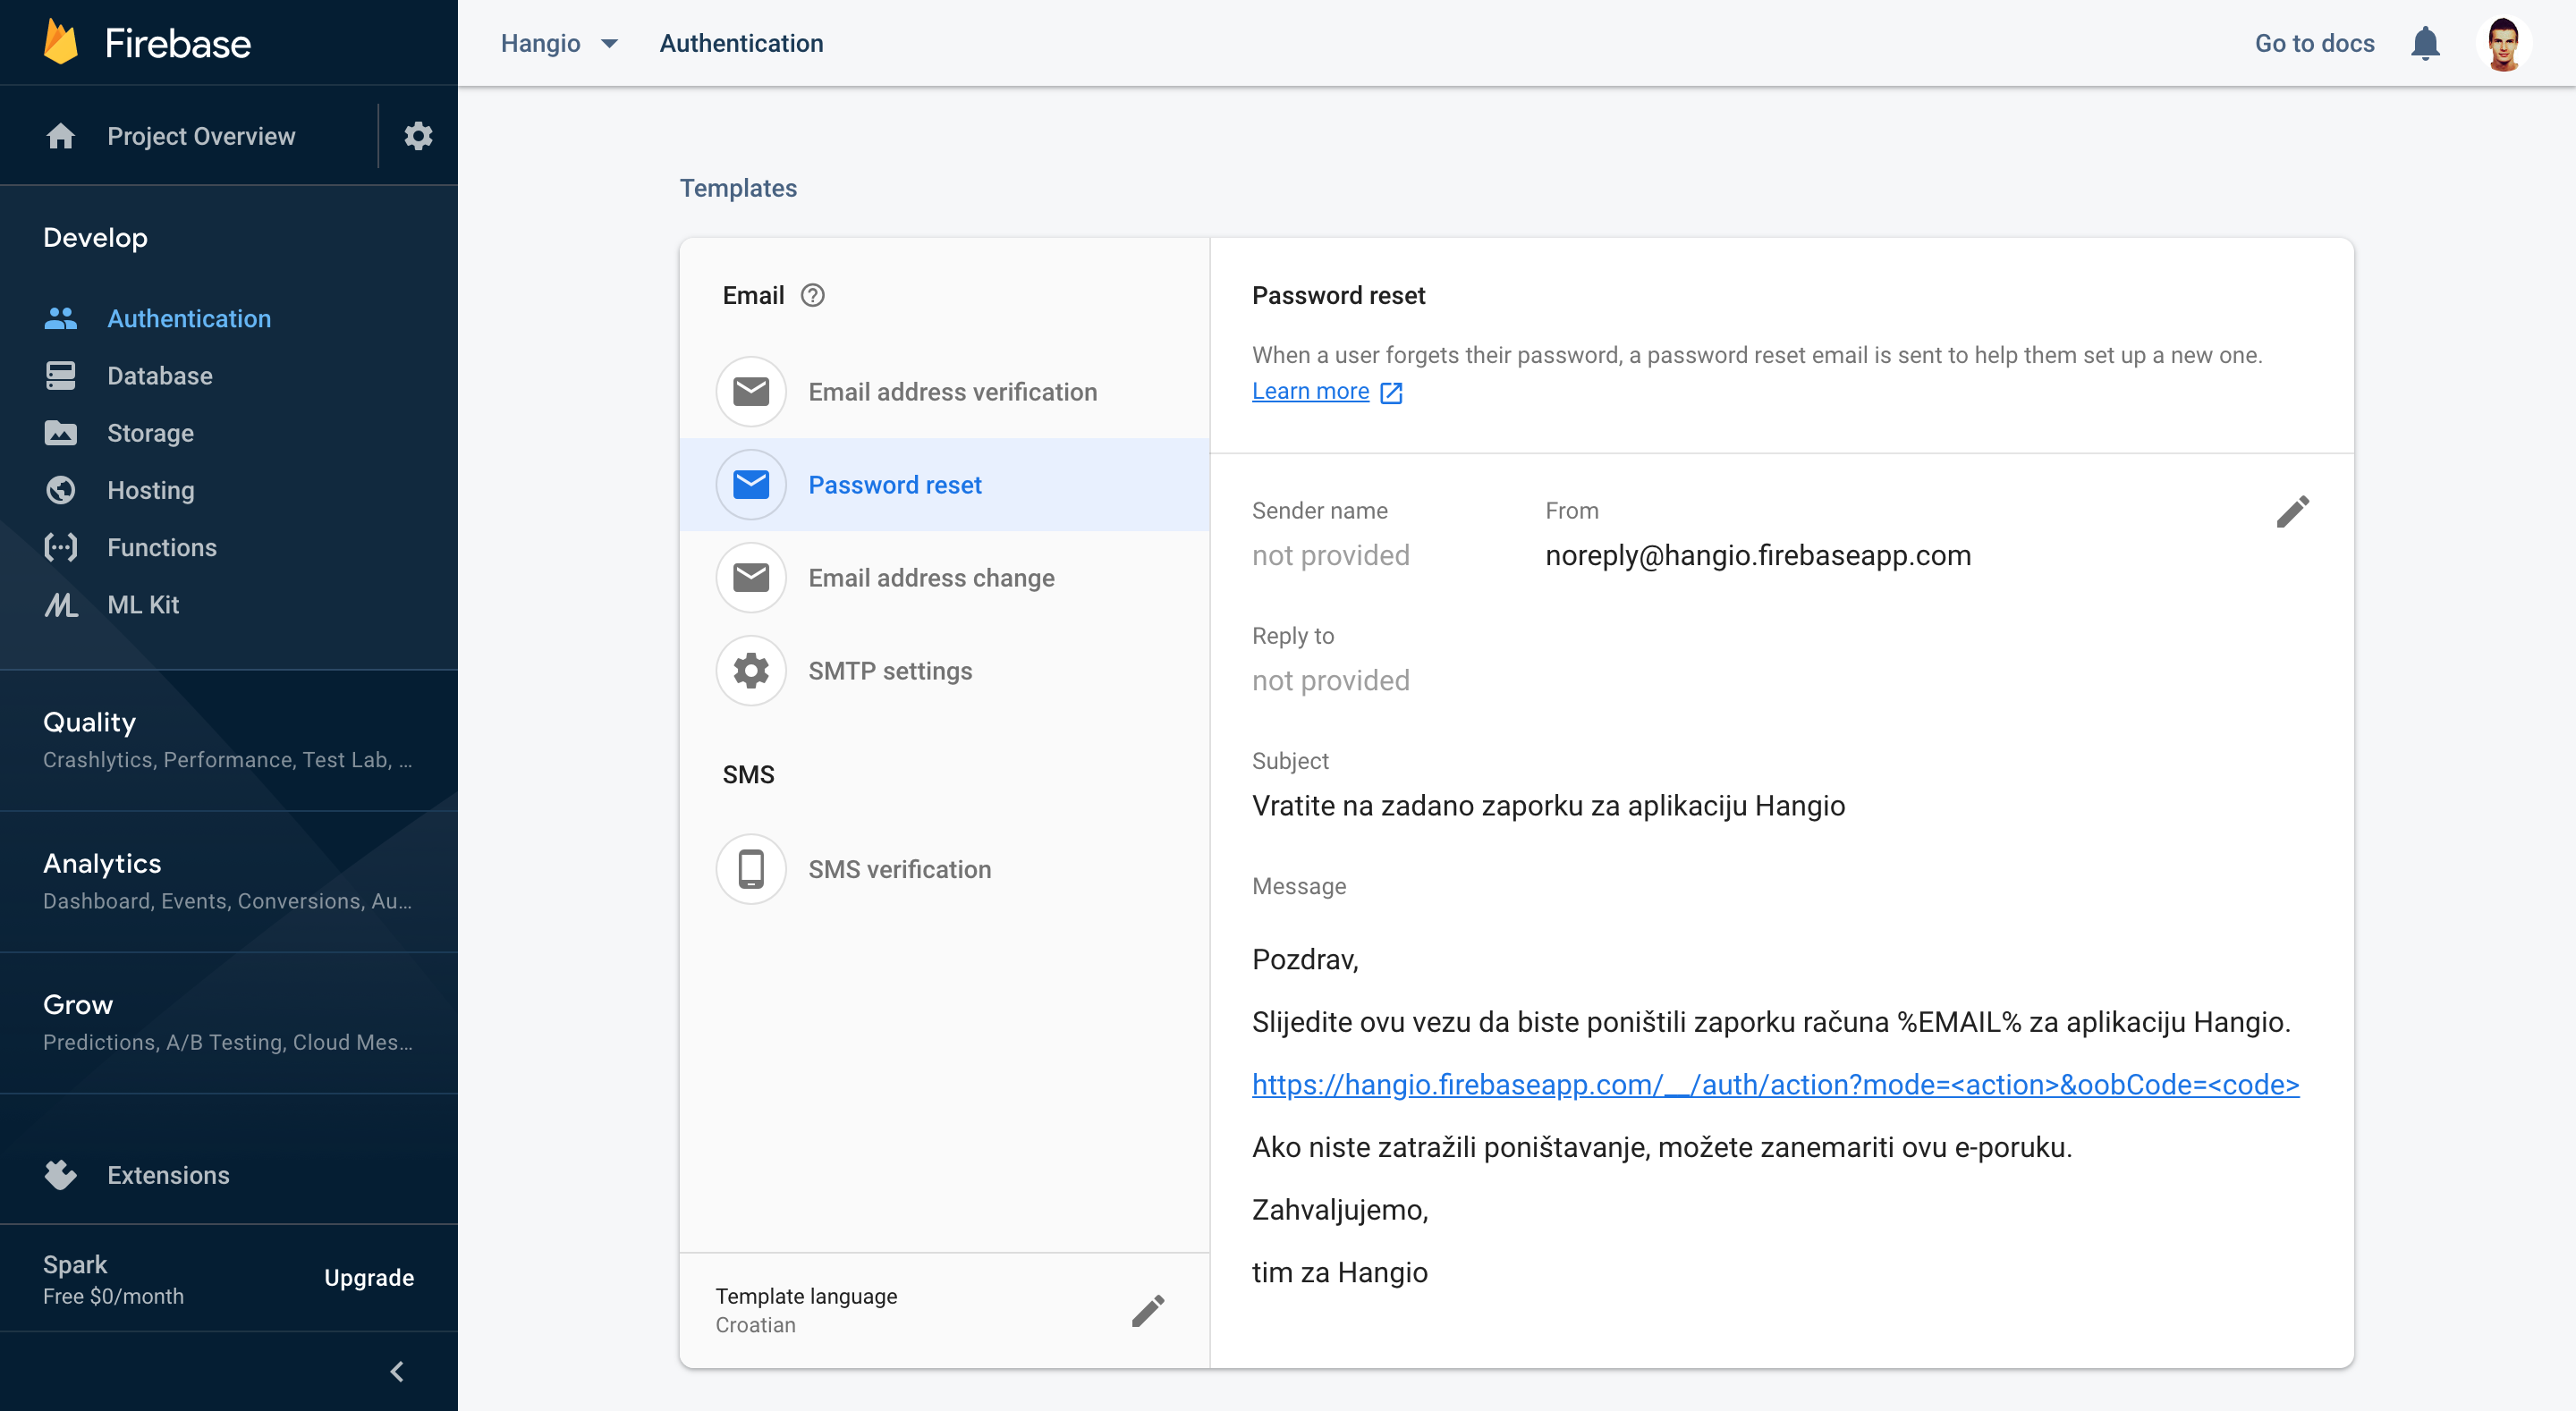 Firebase
Hangio
Authentication
Go to docs
Project Overview
Develop
Authentication
Database
Storage
Hosting
Functions
ML Kit
Quality
Crashlytics, Performance, Test Lab, ...
Analytics
Dashboard, Events, Conversions, Au...
Grow
Predictions, A/B Testing, Cloud Mes...
Extensions
Spark
Free $0/month
Upgrade
Templates
Email
Email address verification
Password reset
Email address change
SMTP settings
SMS
SMS verification
Template language
Croatian
Password reset
When a user forgets their password, a password reset email is sent to help them set up a new one.
Learn more
Sender name
not provided
From
noreply@hangio.firebaseapp.com
Reply to
not provided
Subject
Vratite na zadano zaporku za aplikaciju Hangio
Message
Pozdrav,
Slijedite ovu vezu da biste poništili zaporku računa %EMAIL% za aplikaciju Hangio.
https://hangio.firebaseapp.com/__/auth/action?mode=<action>&oobCode=<code>
Ako niste zatražili poništavanje, možete zanemariti ovu e-poruku.
Zahvaljujemo,
tim za Hangio